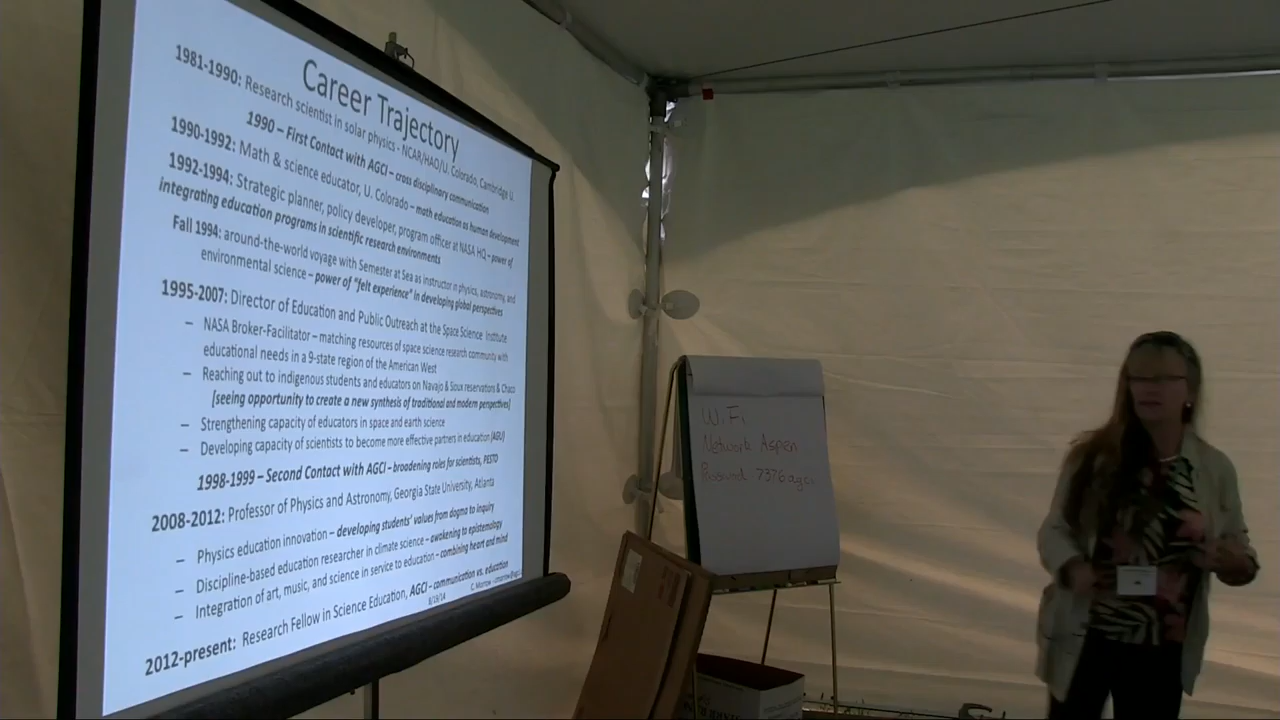 Career Trajectory
1981-1990: Research scientist in solar physics - NCAR/HAO/U. Colorado, Cambridge U.
1990 – First Contact with AGCI – cross disciplinary communication
1990-1992: Math & science educator, U. Colorado – math education as human development
1992-1994: Strategic planner, policy developer, program officer at NASA HQ – power of
integrating education programs in scientific research environments
Fall 1994: around-the-world voyage with Semester at Sea as instructor in physics, astronomy, and
environmental science – power of "felt experience" in developing global perspectives
1995-2007: Director of Education and Public Outreach at the Space Science Institute
– NASA Broker-Facilitator – matching resources of space science research community with
educational needs in a 9-state region of the American West
– Reaching out to indigenous students and educators on Navajo & Sioux reservations & Chaco
[seeing opportunity to create a new synthesis of traditional and modern perspectives]
– Strengthening capacity of educators in space and earth science
– Developing capacity of scientists to become more effective partners in education (AGU)
1998-1999 – Second Contact with AGCI – broadening roles for scientists, PESTO
2008-2012: Professor of Physics and Astronomy, Georgia State University, Atlanta
– Physics education innovation – developing students' values from dogma to inquiry
– Discipline-based education researcher in climate science – awakening to epistemology
– Integration of art, music, and science in service to education – combining heart and mind
2012-present: Research Fellow in Science Education, AGCI - communication vs. education
C. Morrow
WiFi
Network Aspen
Password 7376agci